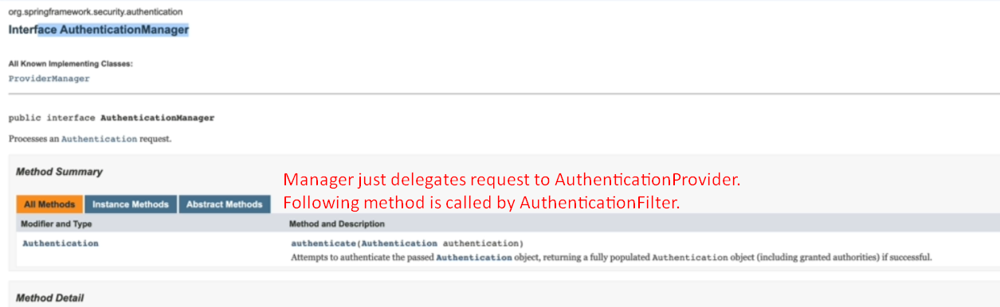 org.springframework.security.authentication
Interface AuthenticationManager
All Known Implementing Classes:
ProviderManager
public interface AuthenticationManager
Processes an Authentication request.
Method Summary
Manager just delegates request to AuthenticationProvider.
Following method is called by AuthenticationFilter.
All Methods Instance Methods Abstract Methods
Modifier and Type Method and Description
Authentication authenticate(Authentication authentication)
Attempts to authenticate the passed Authentication object, returning a fully populated Authentication object (including granted authorities) if successful.
Method Detail